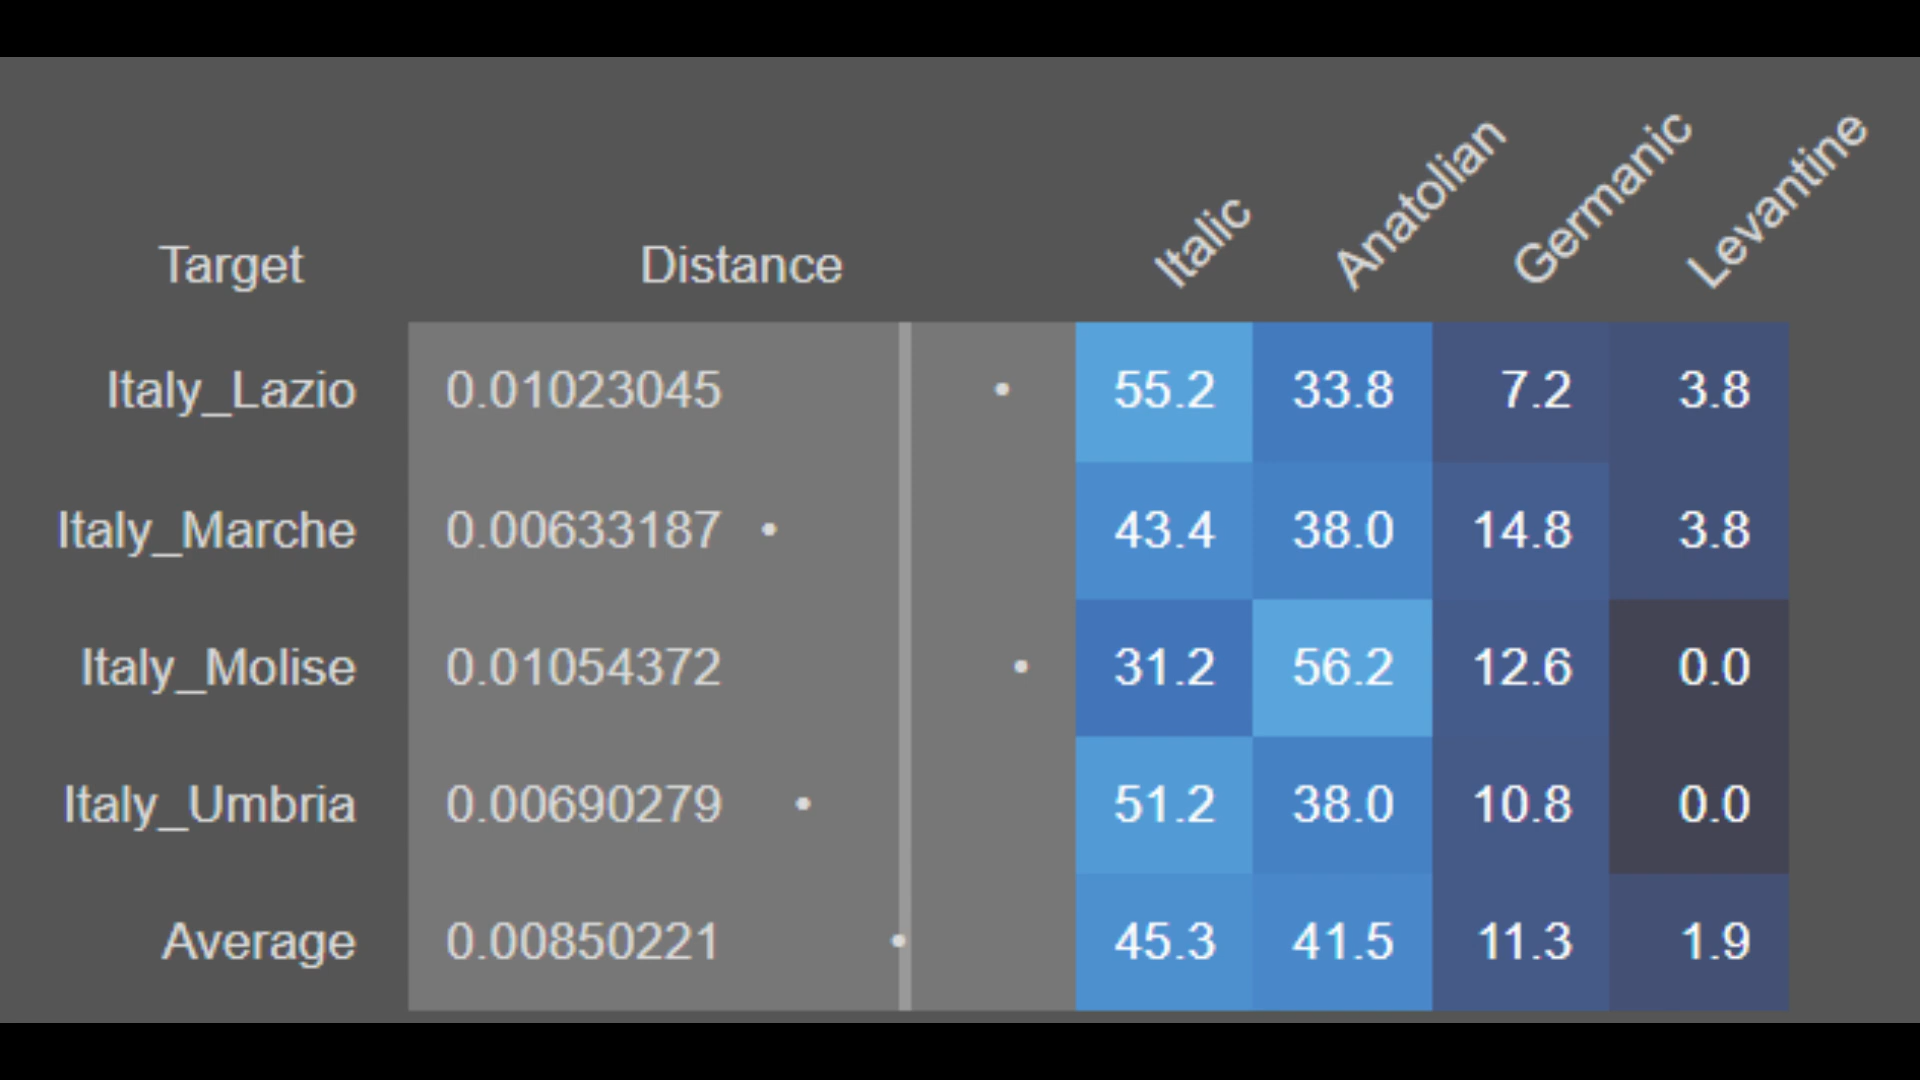 Target Distance Italic Anatolian Germanic Levantine
Italy_Lazio 0.01023045 55.2 33.8 7.2 3.8
Italy_Marche 0.00633187 43.4 38.0 14.8 3.8
Italy_Molise 0.01054372 31.2 56.2 12.6 0.0
Italy_Umbria 0.00690279 51.2 38.0 10.8 0.0
Average 0.00850221 45.3 41.5 11.3 1.9